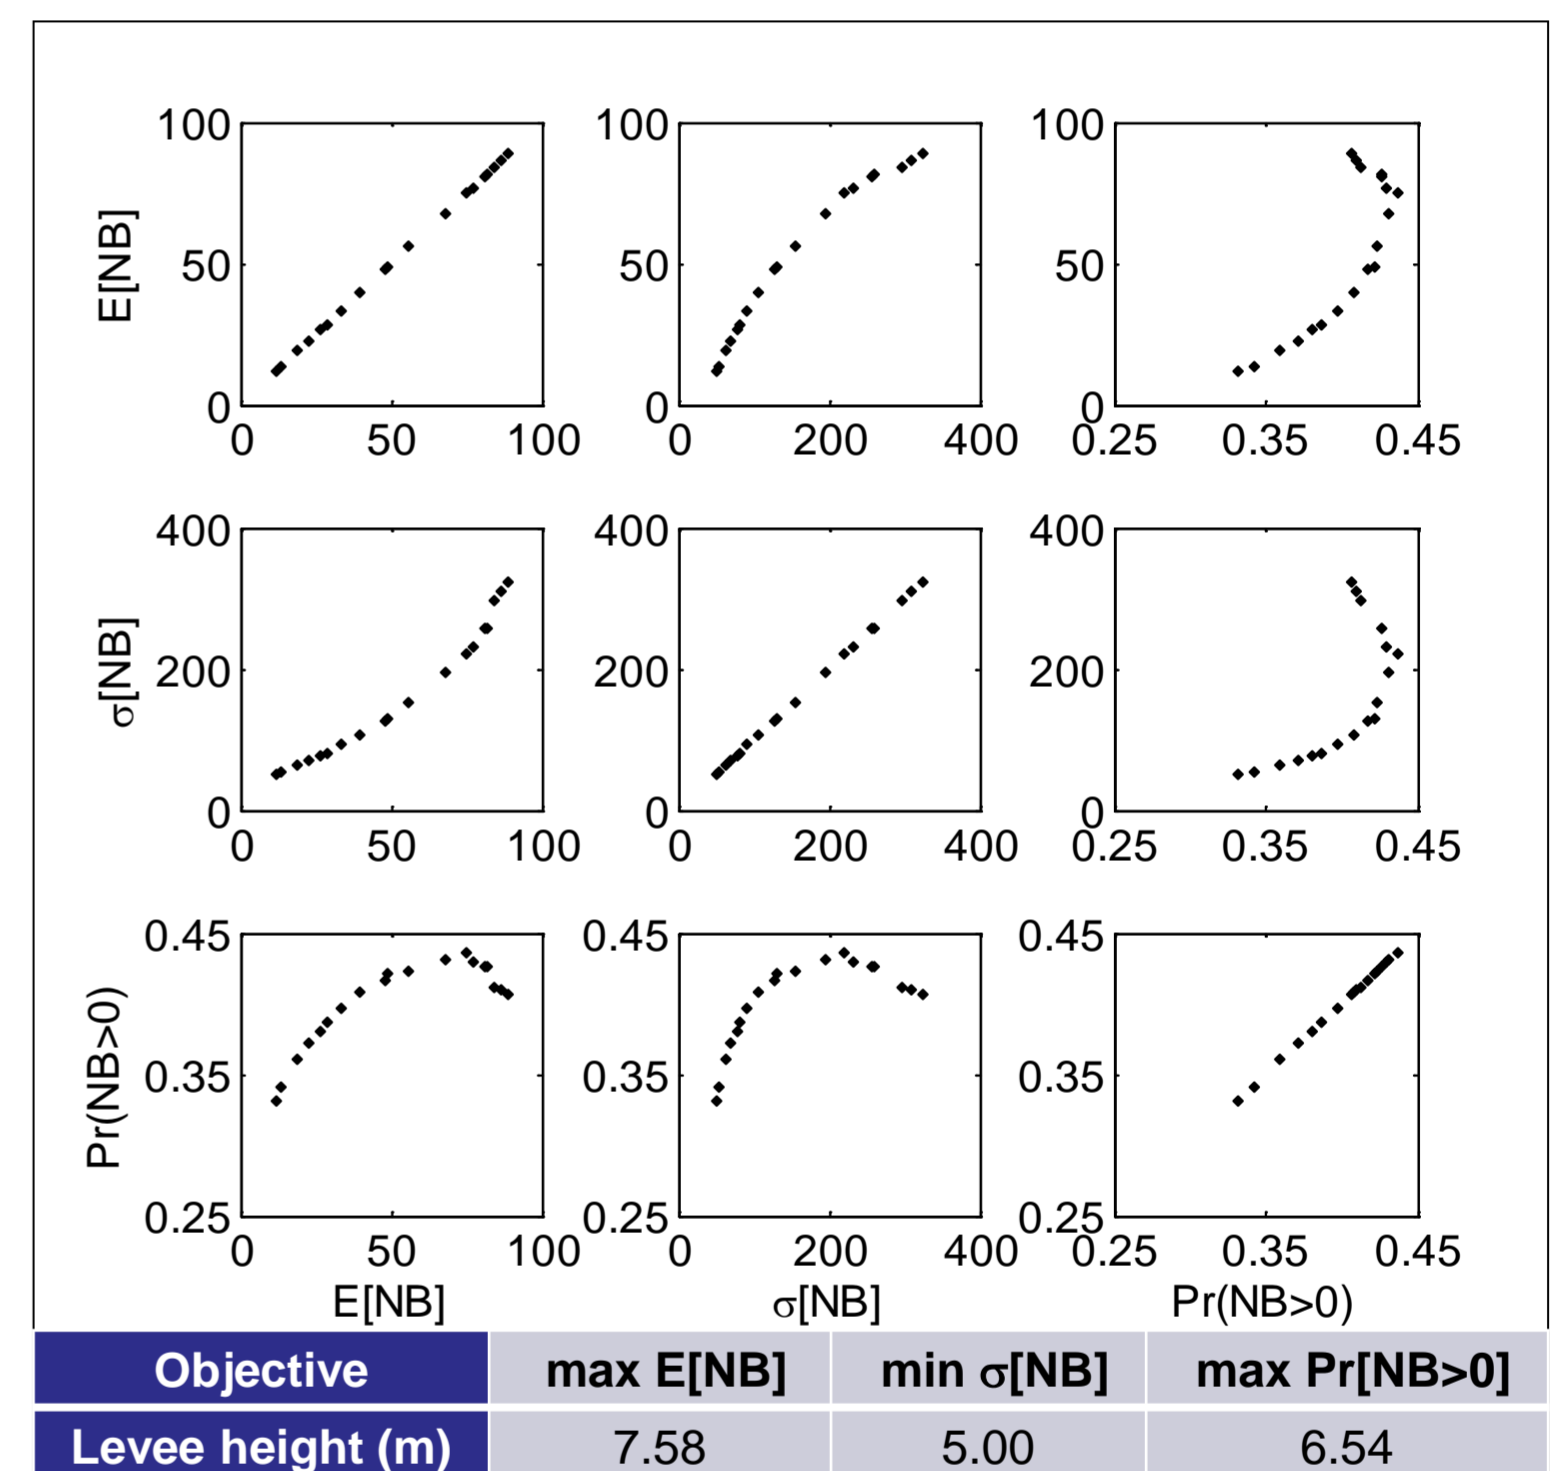 100 100 100
E[NB] 50 50 50
0 0 0
0 50 100 0 200 400 0.25 0.35 0.45
400 400 400
σ[NB] 200 200 200
0 0 0
0 50 100 0 200 400 0.25 0.35 0.45
0.45 0.45 0.45
Pr(NB>0) 0.35 0.35 0.35
0.25 0.25 0.25
0 50 100 0 200 400 0.25 0.35 0.45
E[NB] σ[NB] Pr(NB>0)
Objective max E[NB] min σ[NB] max Pr[NB>0]
Levee height (m) 7.58 5.00 6.54